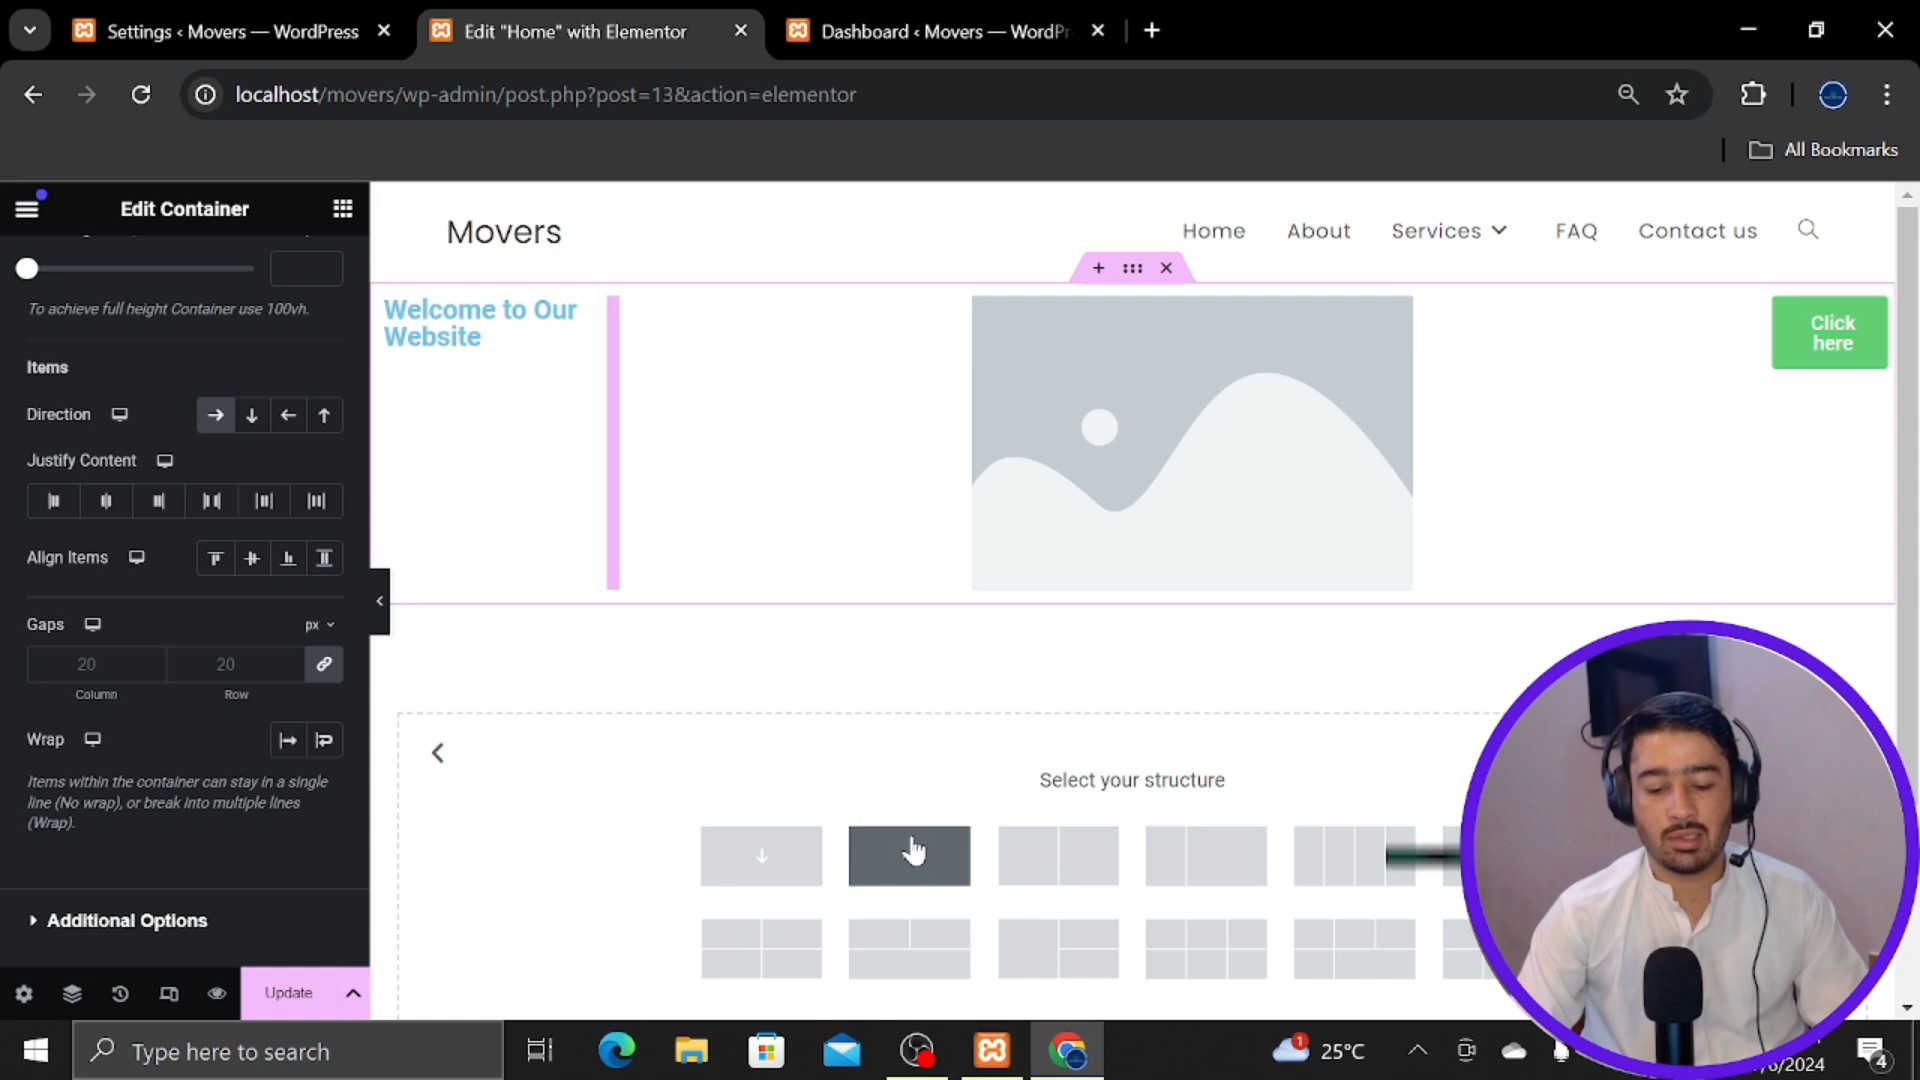 Settings ‹ Movers — WordPress
Edit "Home" with Elementor
Dashboard ‹ Movers — WordPr
localhost/movers/wp-admin/post.php?post=13&action=elementor
All Bookmarks
Edit Container
Movers
Home
About
Services
FAQ
Contact us
To achieve full height Container use 100vh.
Welcome to Our
Website
Click
here
Items
Direction
Justify Content
Align Items
Gaps
px
20
20
Column
Row
Wrap
Items within the container can stay in a single
line (No wrap), or break into multiple lines
(Wrap).
Select your structure
Additional Options
Update
Type here to search
1
25°C
6/2024
4